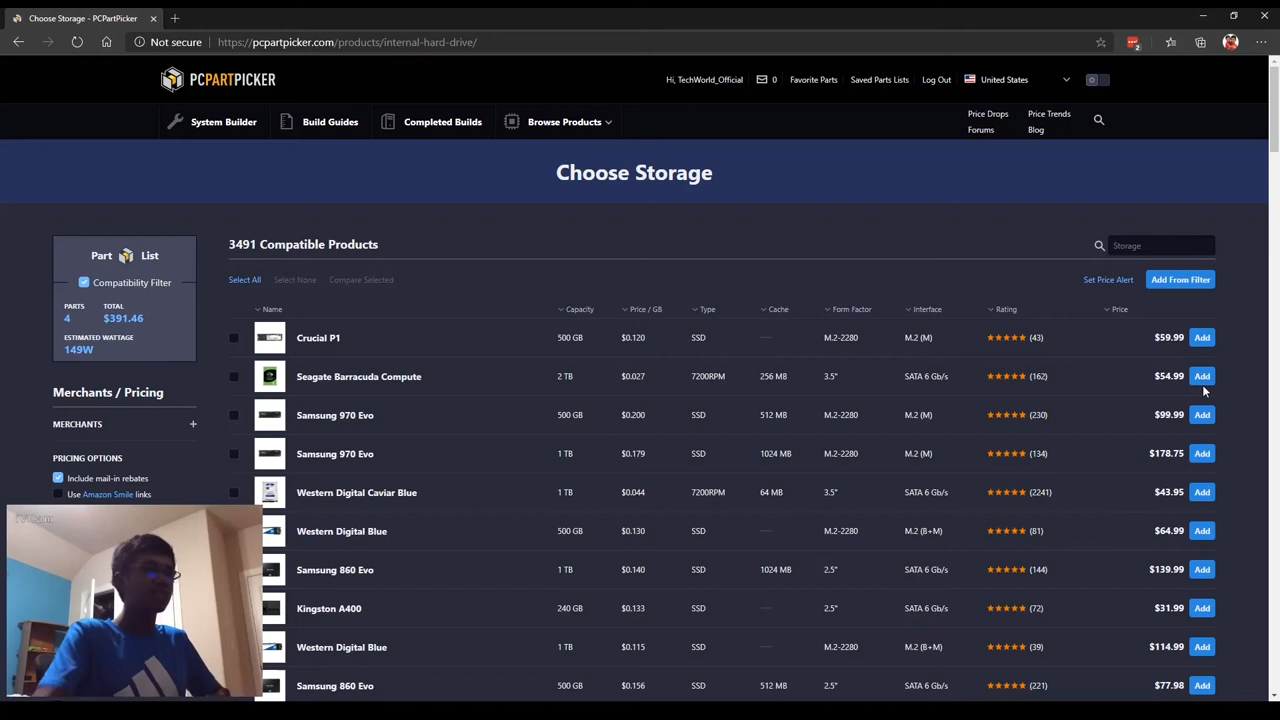 Choose Storage - PCPartPicker
Not secure https://pcpartpicker.com/products/internal-hard-drive/ 2
PCPARTPICKER Hi, TechWorld_Official 0 Favorite Parts Saved Parts Lists Log Out United States
System Builder Build Guides Completed Builds Browse Products Price Drops Price Trends
Forums Blog
Choose Storage
Part List
Compatibility Filter
PARTS TOTAL
4 $391.46
ESTIMATED WATTAGE
149W
Merchants / Pricing
MERCHANTS +
PRICING OPTIONS
Include mail-in rebates
Use Amazon Smile links
3491 Compatible Products Storage
Select All Select None Compare Selected Set Price Alert Add From Filter
Name Capacity Price / GB Type Cache Form Factor Interface Rating Price
Crucial P1 500 GB $0.120 SSD M.2-2280 M.2 (M) (43) $59.99 Add
Seagate Barracuda Compute 2 TB $0.027 7200RPM 256 MB 3.5" SATA 6 Gb/s (162) $54.99 Add
Samsung 970 Evo 500 GB $0.200 SSD 512 MB M.2-2280 M.2 (M) (230) $99.99 Add
Samsung 970 Evo 1 TB $0.179 SSD 1024 MB M.2-2280 M.2 (M) (134) $178.75 Add
Western Digital Caviar Blue 1 TB $0.044 7200RPM 64 MB 3.5" SATA 6 Gb/s (2241) $43.95 Add
Western Digital Blue 500 GB $0.130 SSD M.2-2280 M.2 (B+M) (81) $64.99 Add
Samsung 860 Evo 1 TB $0.140 SSD 1024 MB 2.5" SATA 6 Gb/s (144) $139.99 Add
Kingston A400 240 GB $0.133 SSD 2.5" SATA 6 Gb/s (72) $31.99 Add
Western Digital Blue 1 TB $0.115 SSD M.2-2280 M.2 (B+M) (39) $114.99 Add
Samsung 860 Evo 500 GB $0.156 SSD 512 MB 2.5" SATA 6 Gb/s (221) $77.98 Add
iVCam